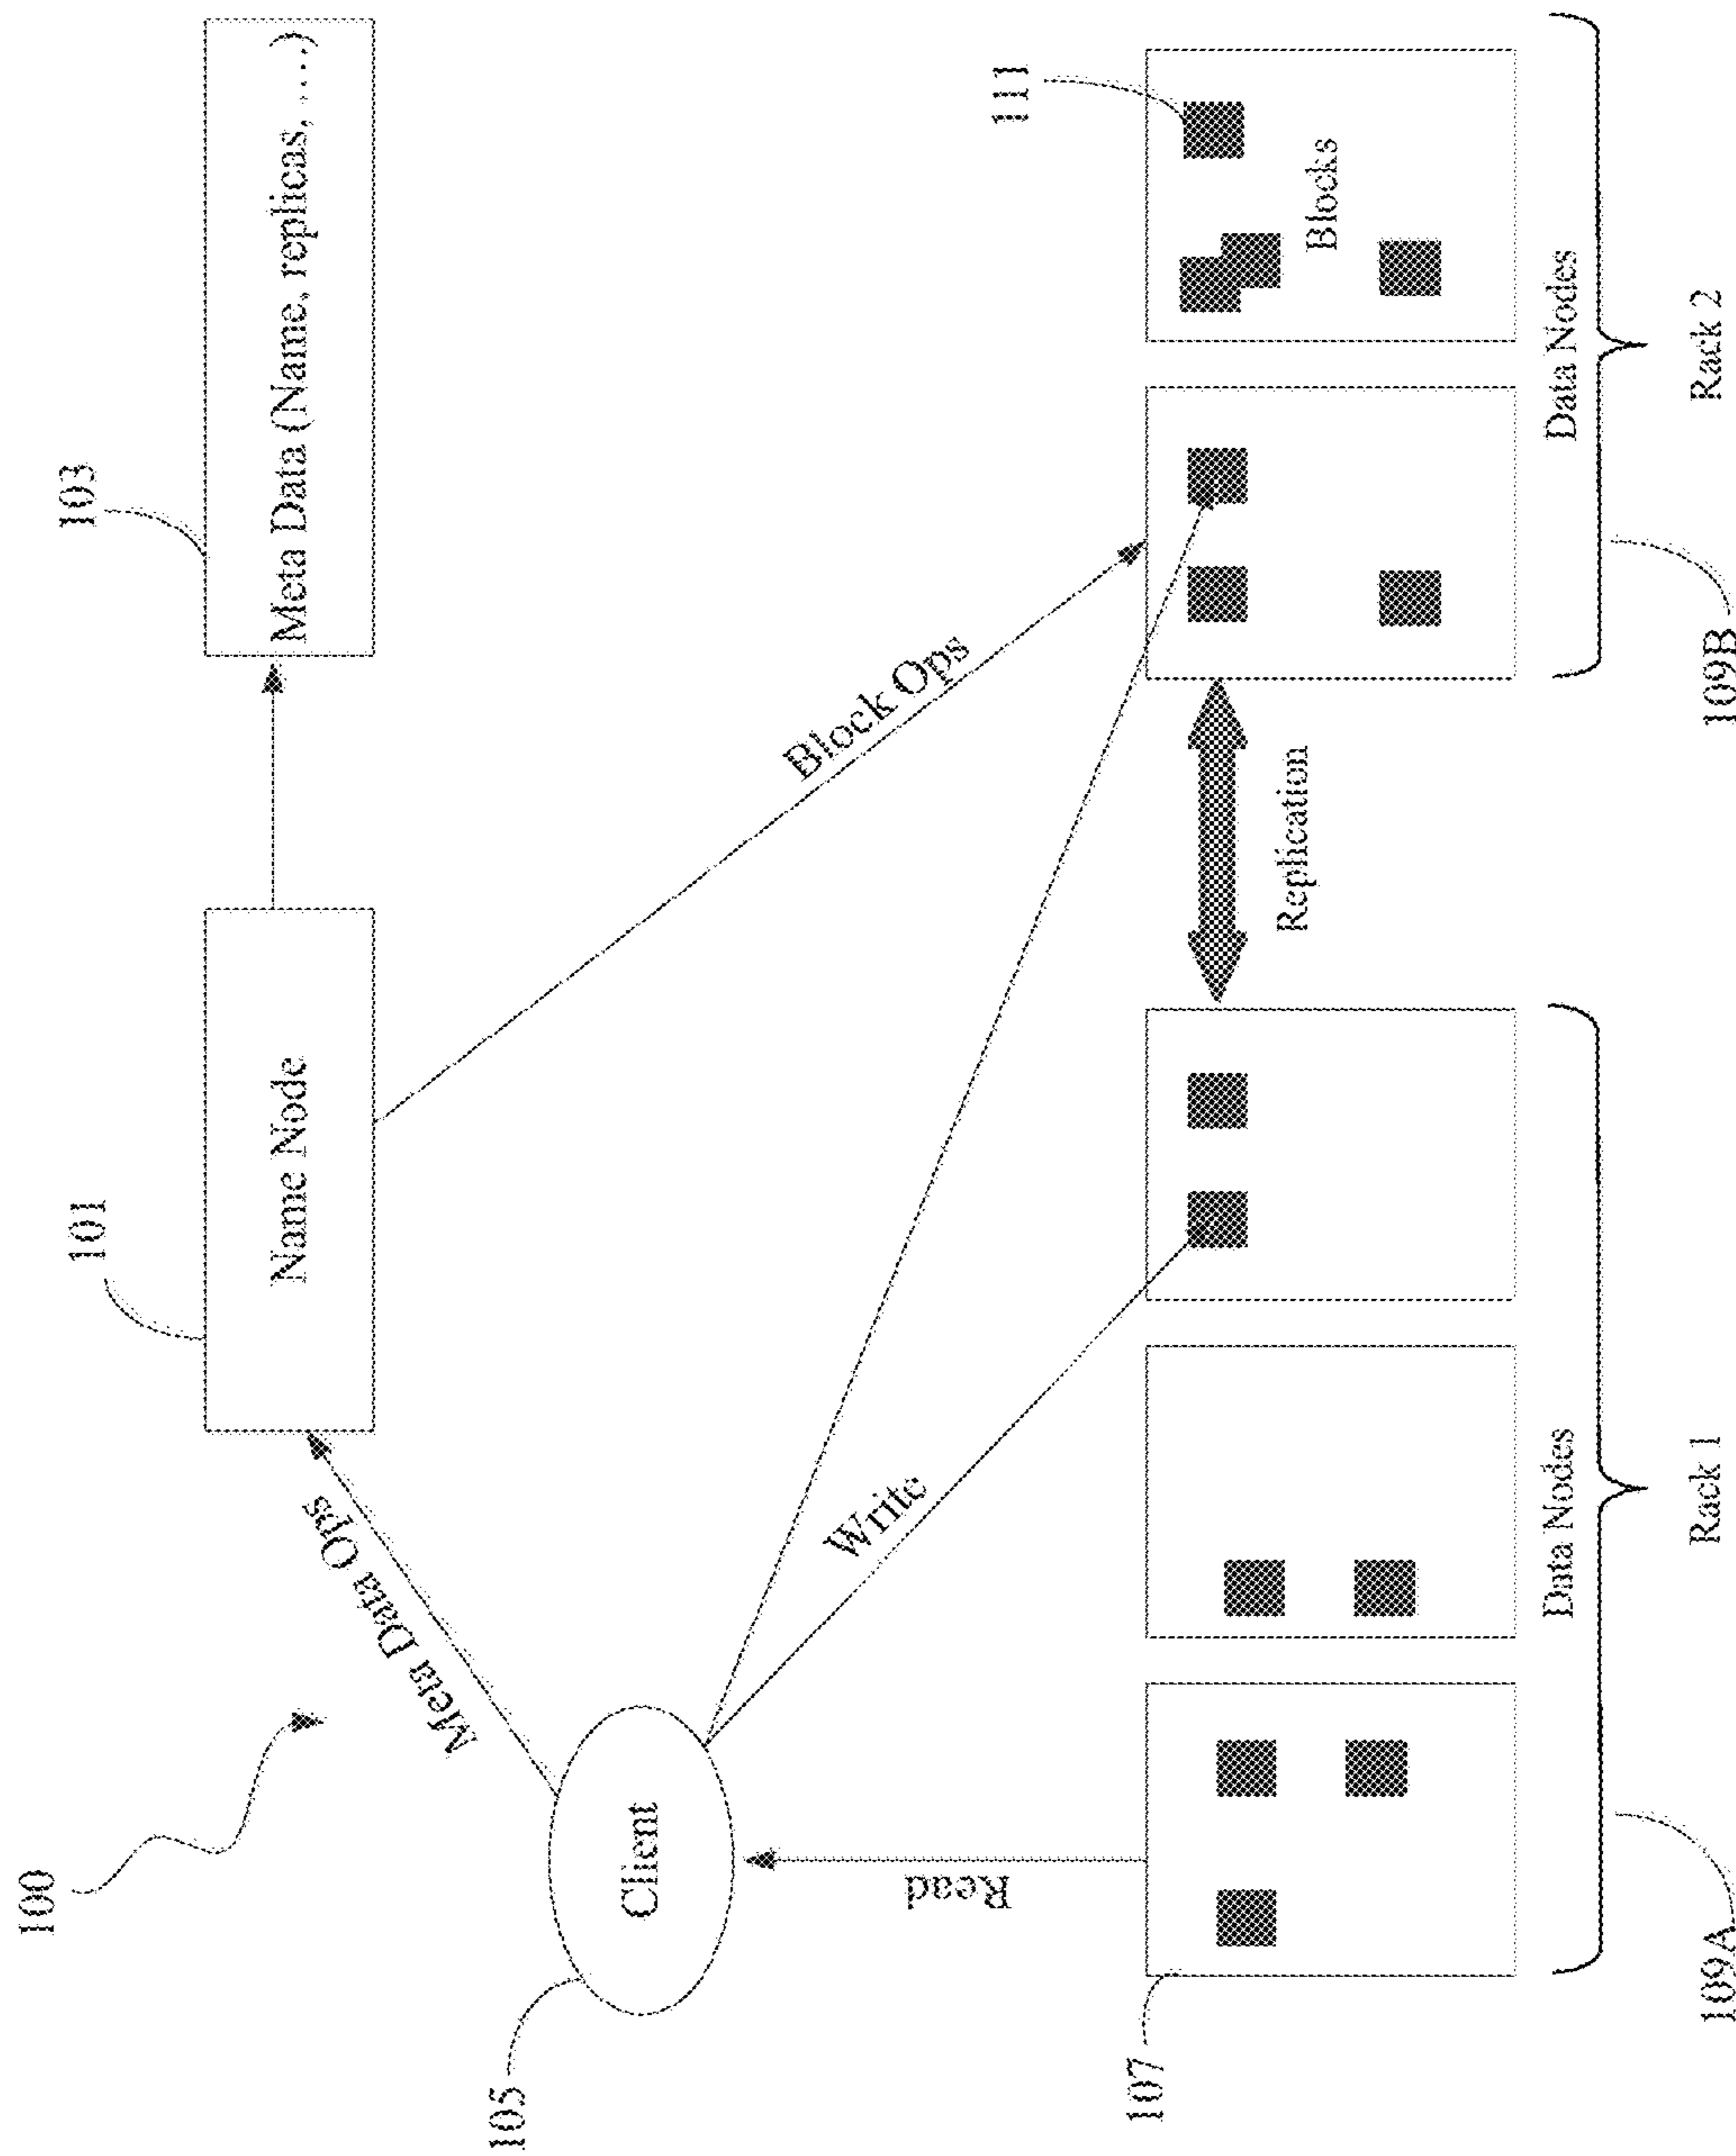 100
101
103
Name Node
Meta Data (Name, replicas, ...)
Meta Data Ops
105
Client
Block Ops
Read
Write
111
107
Replication
Blocks
Data Nodes
Data Nodes
109A
109B
Rack 1
Rack 2